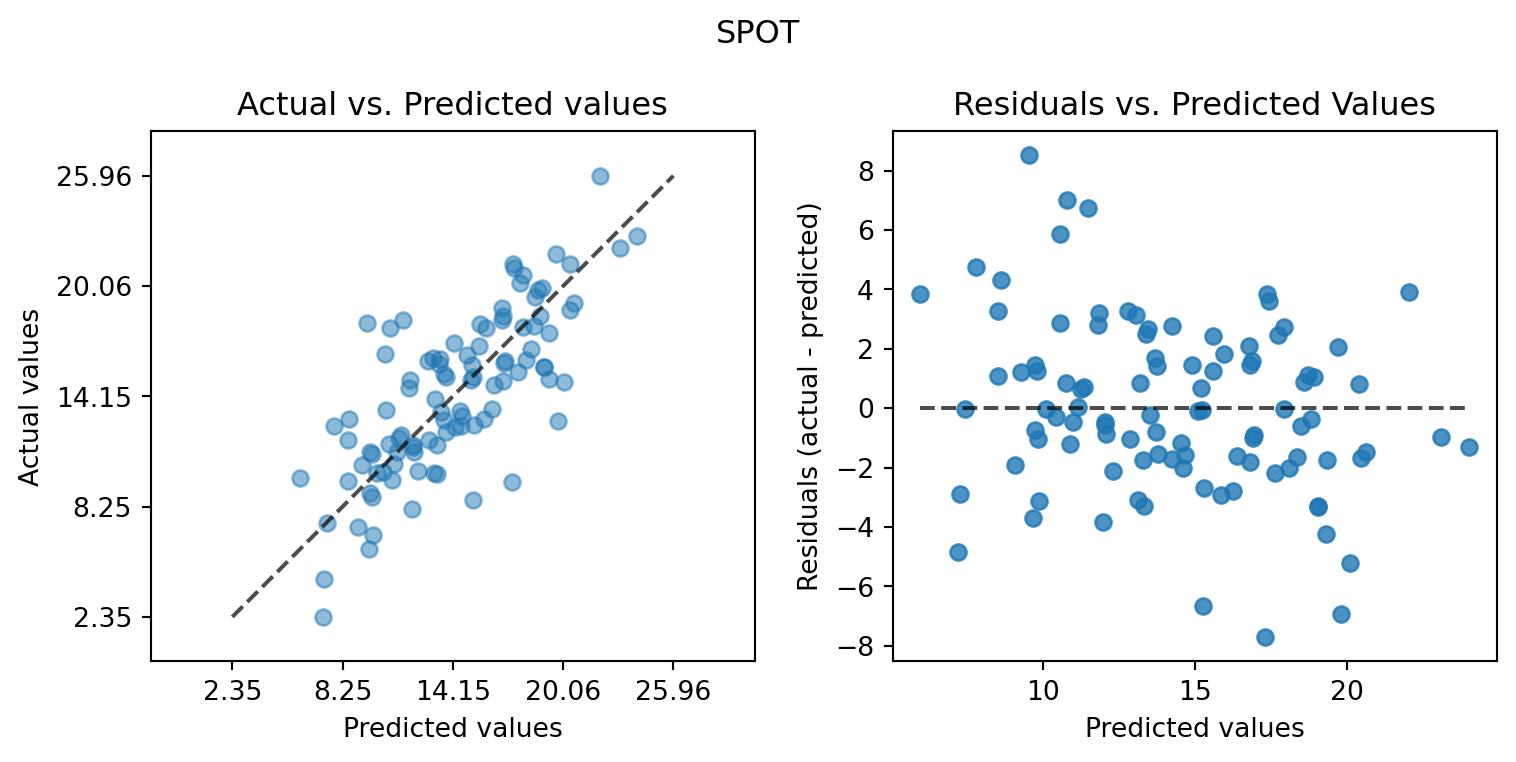 SPOT
Actual vs. Predicted values
Actual values
25.96
20.06
14.15
8.25
2.35
2.35 8.25 14.15 20.06 25.96
Predicted values
Residuals vs. Predicted Values
Residuals (actual - predicted)
8
6
4
2
0
−2
−4
−6
−8
10 15 20
Predicted values